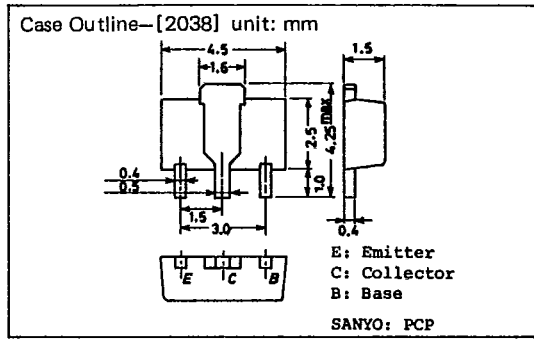 Case Outline–[2038] unit: mm
4.5
1.6
1.5
0.4
0.5
1.5
3.0
2.5
4.25max
1.0
0.4
E C B
E: Emitter
C: Collector
B: Base
SANYO: PCP